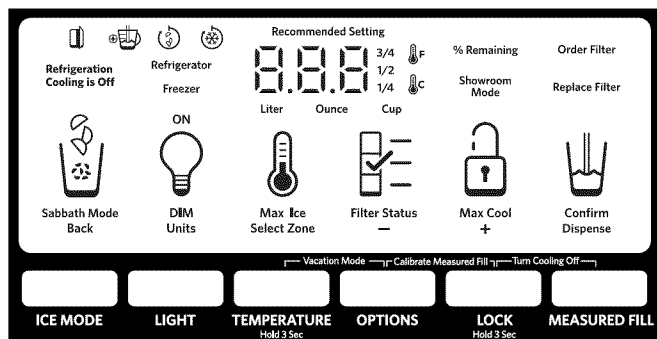 Recommended Setting
8.8.8
3/4
1/2
1/4
F
C
% Remaining
Order Filter
Refrigeration
Cooling is Off
Refrigerator
Freezer
Showroom
Mode
Replace Filter
Liter Ounce Cup
ON
Sabbath Mode
Back
DIM
Units
Max Ice
Select Zone
Filter Status
–
Max Cool
+
Confirm
Dispense
Vacation Mode
Calibrate Measured Fill
Turn Cooling Off
ICE MODE
LIGHT
TEMPERATURE
Hold 3 Sec
OPTIONS
LOCK
Hold 3 Sec
MEASURED FILL